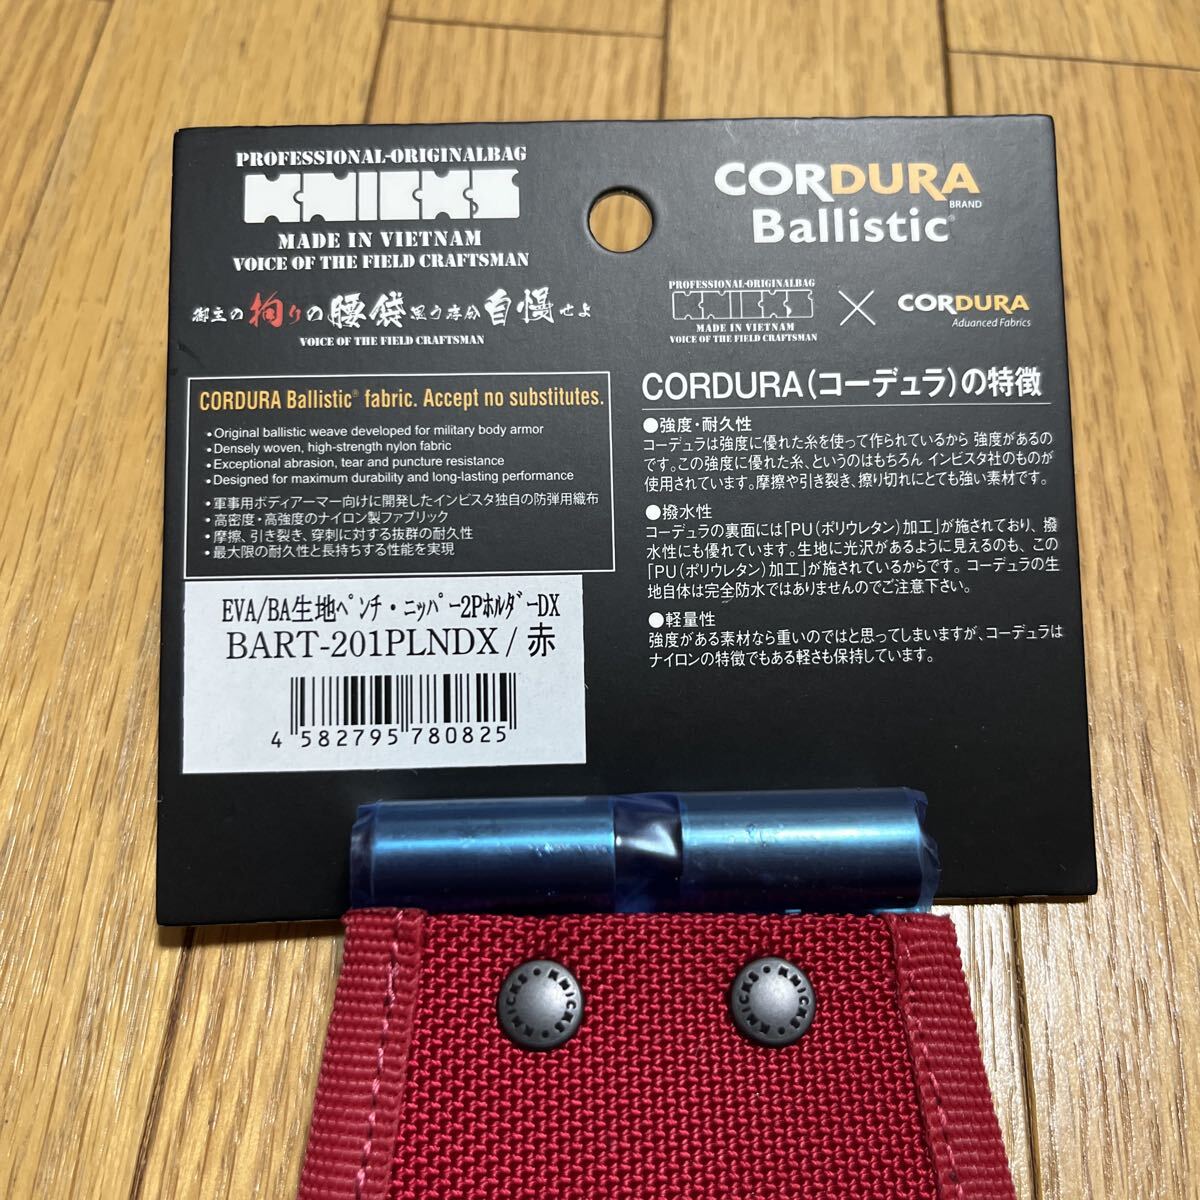 PROFESSIONAL-ORIGINALBAG
KNICKS
MADE IN VIETNAM
VOICE OF THE FIELD CRAFTSMAN
御主の拘りの腰袋思う存分自慢せよ
VOICE OF THE FIELD CRAFTSMAN
CORDURA Ballistic® fabric. Accept no substitutes.
• Original ballistic weave developed for military body armor
• Densely woven, high-strength nylon fabric
• Exceptional abrasion, tear and puncture resistance
• Designed for maximum durability and long-lasting performance
・軍事用ボディアーマー向けに開発したインビスタ独自の防弾用織布
・高密度・高強度のナイロン製ファブリック
・摩擦、引き裂き、穿刺に対する抜群の耐久性
・最大限の耐久性と長持ちする性能を実現
EVA/BA生地ﾍﾟﾝﾁ・ﾆｯﾊﾟｰ2PﾎﾙﾀﾞｰDX
BART-201PLNDX / 赤
4 582795 780825
CORDURA
BRAND
Ballistic®
PROFESSIONAL-ORIGINALBAG
KNICKS
MADE IN VIETNAM
VOICE OF THE FIELD CRAFTSMAN
×
CORDURA
Aduanced Fabrics
CORDURA(コーデュラ)の特徴
●強度・耐久性
コーデュラは強度に優れた糸を使って作られているから 強度があるの
です。この強度に優れた糸、というのはもちろん インビスタ社のものが
使用されています。摩擦や引き裂き、擦り切れにとても強い素材です。
●撥水性
コーデュラの裏面には「PU(ポリウレタン)加工」が施されており、撥
水性にも優れています。生地に光沢があるように見えるのも、この
「PU(ポリウレタン)加工」が施されているからです。コーデュラの生
地自体は完全防水ではありませんのでご注意下さい。
●軽量性
強度がある素材なら重いのではと思ってしまいますが、コーデュラは
ナイロンの特徴でもある軽さも保持しています。
KNICKS • KNICKS •
KNICKS • KNICKS •